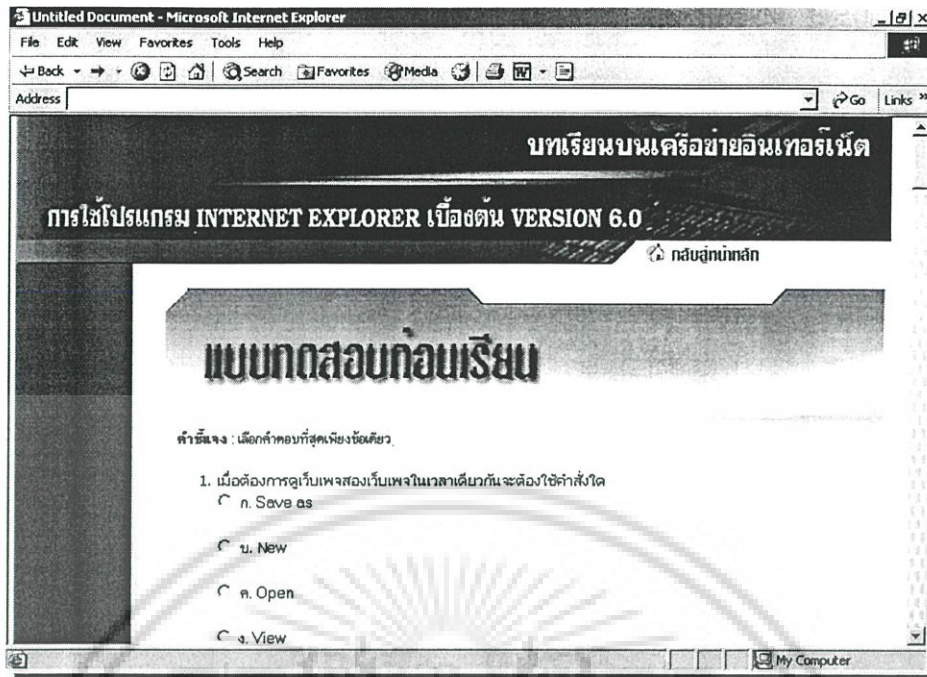 Untitled Document - Microsoft Internet Explorer
File Edit View Favorites Tools Help
Back Search Favorites Media
Address Go Links »
บทเรียนบนเครือข่ายอินเทอร์เน็ต
การใช้โปรแกรม INTERNET EXPLORER เบื้องต้น VERSION 6.0
กลับสู่หน้าหลัก
แบบทดสอบก่อนเรียน
คำชี้แจง : เลือกคำตอบที่สุดเพียงข้อเดียว
1. เมื่อต้องการดูเว็บเพจสองเว็บเพจในเวลาเดียวกันจะต้องใช้คำสั่งใด
ก. Save as
ข. New
ค. Open
ง. View
My Computer